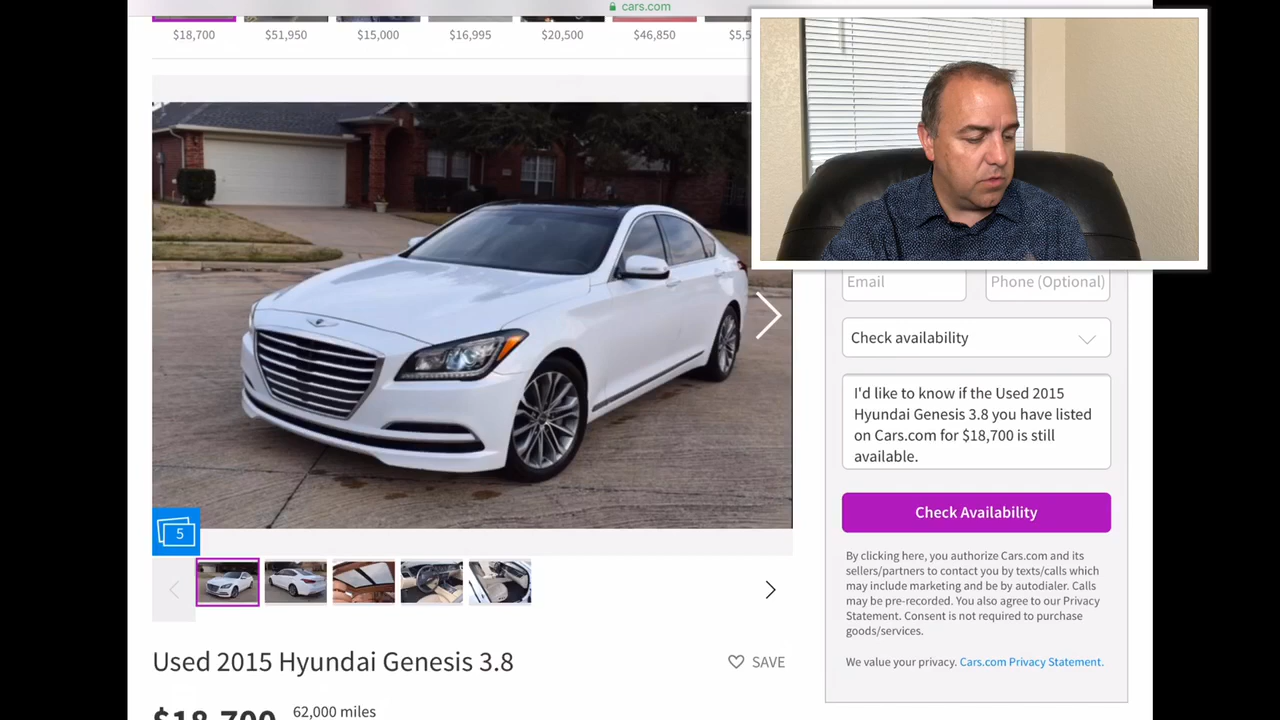 cars.com
$18,700
$51,950
$15,000
$16,995
$20,500
$46,850
$5,5
Email
Phone (Optional)
Check availability
I'd like to know if the Used 2015
Hyundai Genesis 3.8 you have listed
on Cars.com for $18,700 is still
available.
5
Check Availability
By clicking here, you authorize Cars.com and its
sellers/partners to contact you by texts/calls which
may include marketing and be by autodialer. Calls
may be pre-recorded. You also agree to our Privacy
Statement. Consent is not required to purchase
goods/services.
We value your privacy. Cars.com Privacy Statement.
Used 2015 Hyundai Genesis 3.8
SAVE
$18,700
62,000 miles